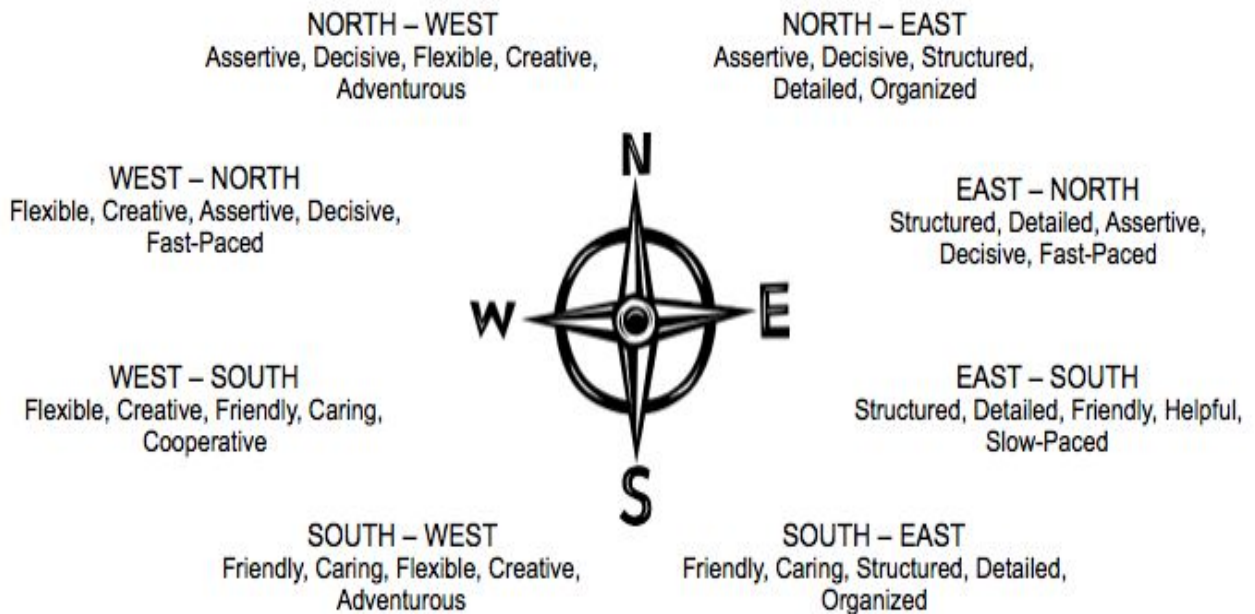 NORTH – WEST
Assertive, Decisive, Flexible, Creative,
Adventurous
NORTH – EAST
Assertive, Decisive, Structured,
Detailed, Organized
N
WEST – NORTH
Flexible, Creative, Assertive, Decisive,
Fast-Paced
EAST – NORTH
Structured, Detailed, Assertive,
Decisive, Fast-Paced
W
E
WEST – SOUTH
Flexible, Creative, Friendly, Caring,
Cooperative
EAST – SOUTH
Structured, Detailed, Friendly, Helpful,
Slow-Paced
S
SOUTH – WEST
Friendly, Caring, Flexible, Creative,
Adventurous
SOUTH – EAST
Friendly, Caring, Structured, Detailed,
Organized